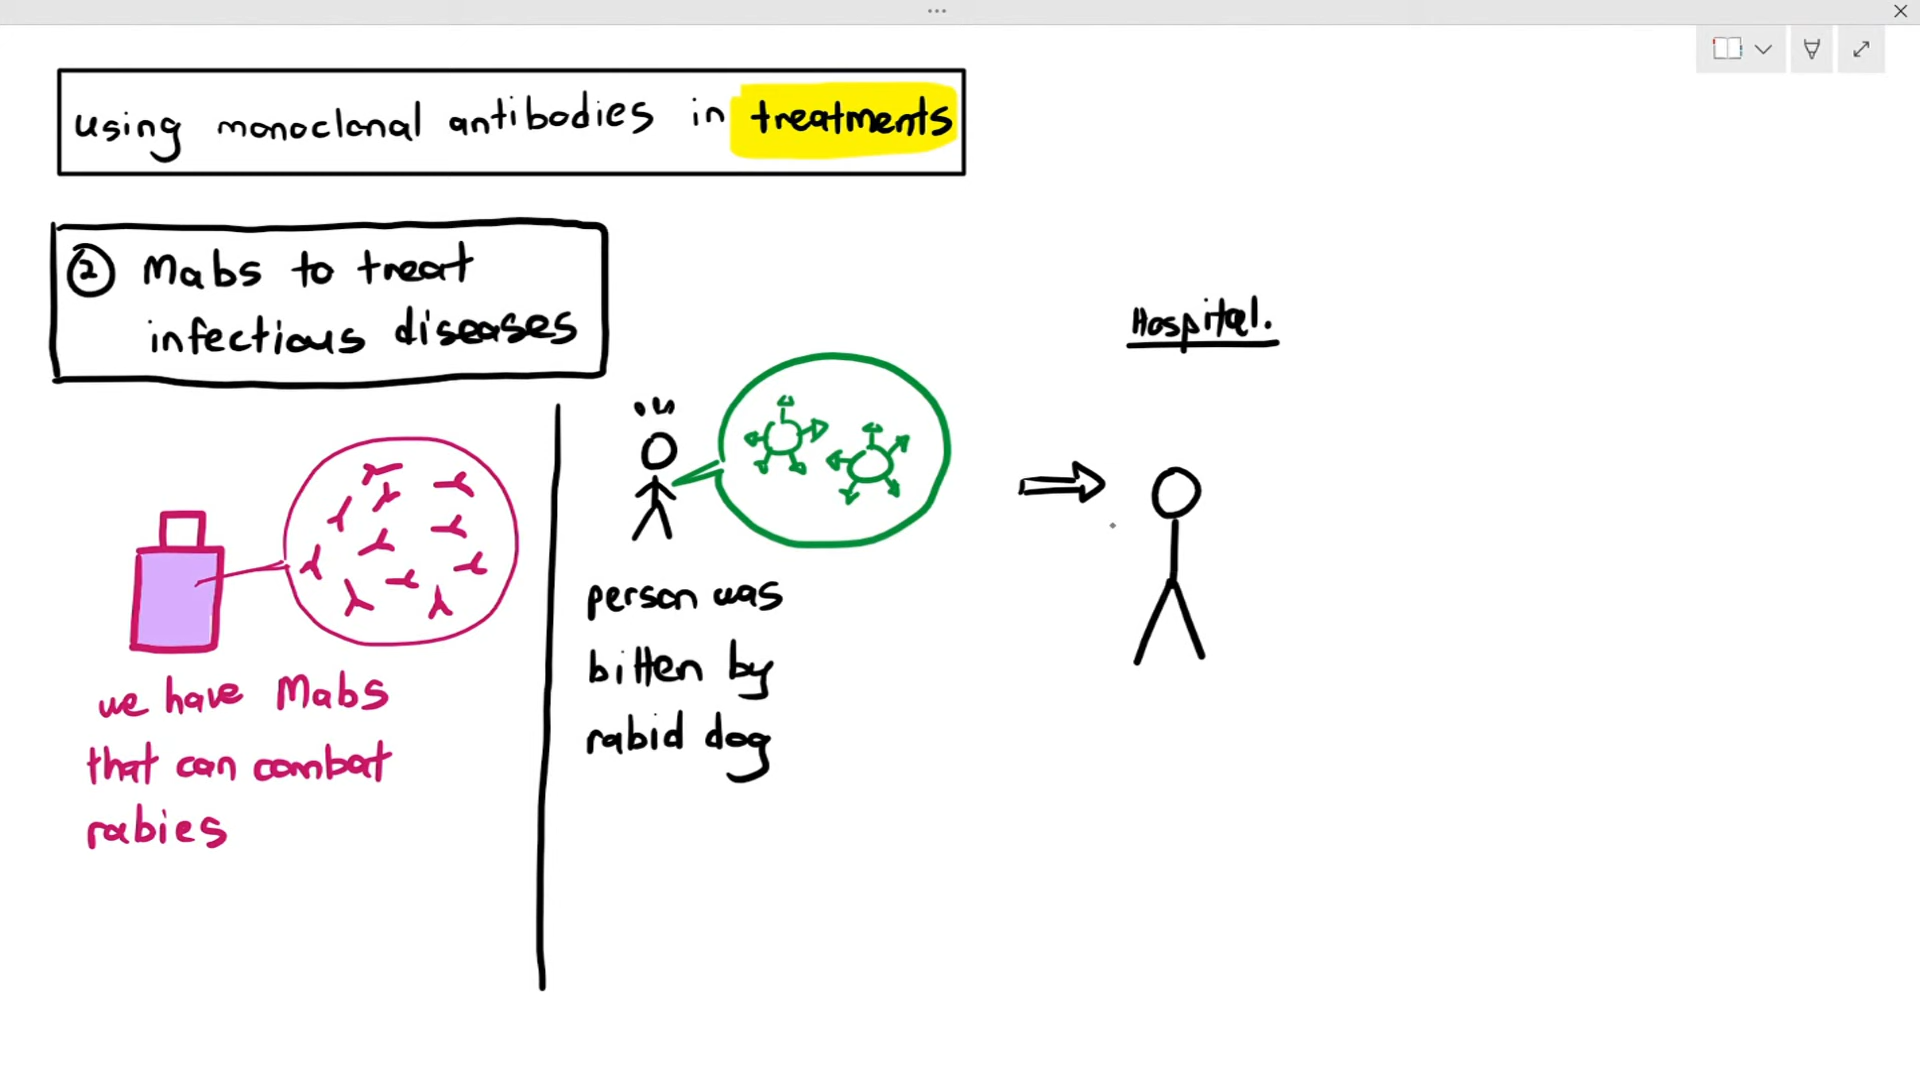 using monoclonal antibodies in treatments
② Mabs to treat
infectious diseases
Hospital.
we have Mabs
that can combat
rabies
person was
bitten by
rabid dog